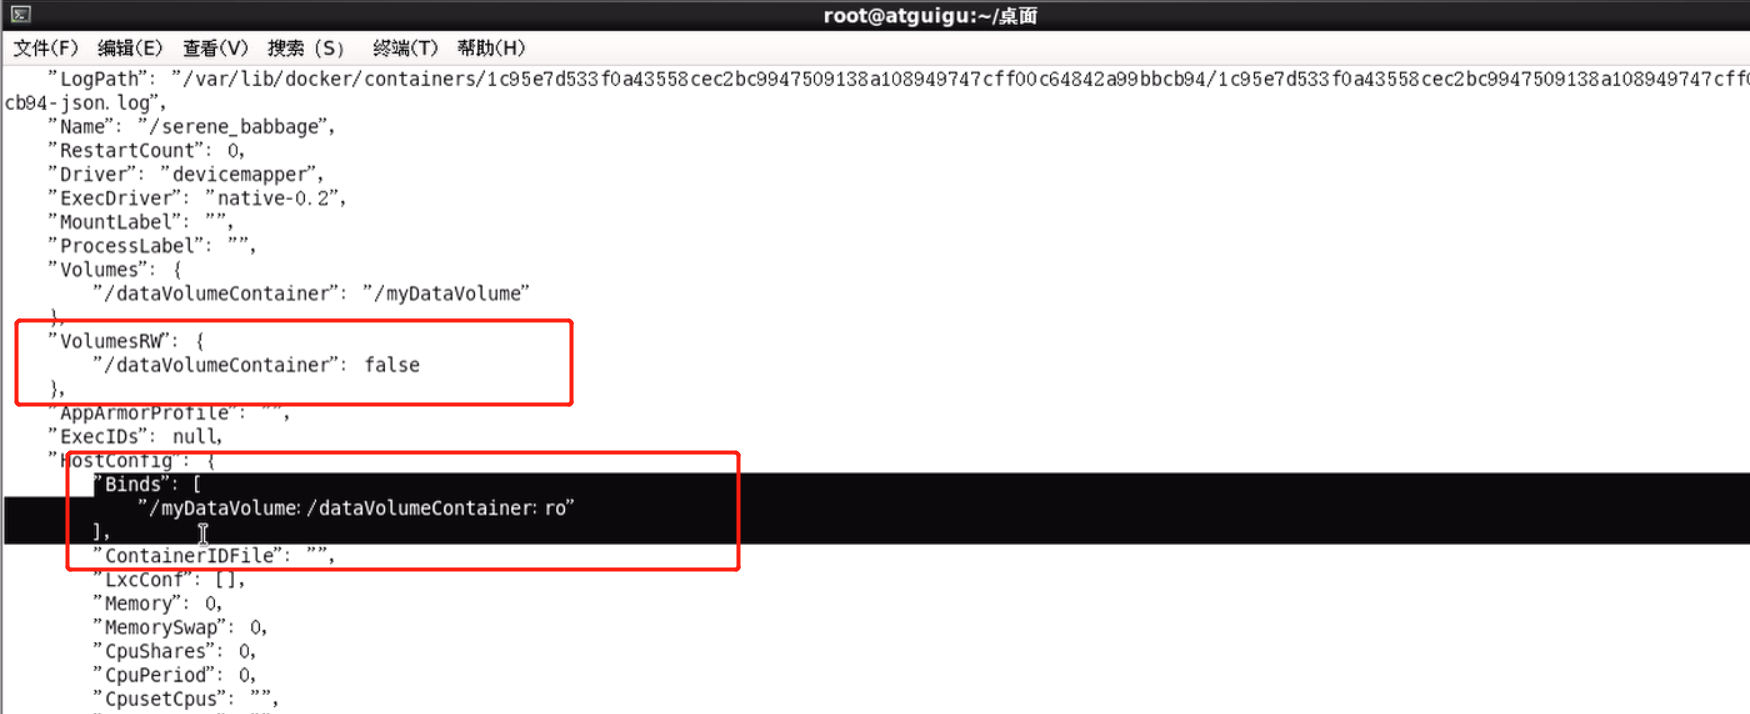 root@atguigu:~/桌面
文件(F) 编辑(E) 查看(V) 搜索 (S) 终端(T) 帮助(H)
"LogPath": "/var/lib/docker/containers/1c95e7d533f0a43558cec2bc9947509138a108949747cff00c64842a99bbcb94/1c95e7d533f0a43558cec2bc9947509138a108949747cff0
cb94-json.log",
"Name": "/serene_babbage",
"RestartCount": 0,
"Driver": "devicemapper",
"ExecDriver": "native-0.2",
"MountLabel": "",
"ProcessLabel": "",
"Volumes": {
"/dataVolumeContainer": "/myDataVolume"
},
"VolumesRW": {
"/dataVolumeContainer": false
},
"AppArmorProfile": "",
"ExecIDs": null,
"HostConfig": {
"Binds": [
"/myDataVolume:/dataVolumeContainer:ro"
],
"ContainerIDFile": "",
"LxcConf": [],
"Memory": 0,
"MemorySwap": 0,
"CpuShares": 0,
"CpuPeriod": 0,
"CpusetCpus": "",